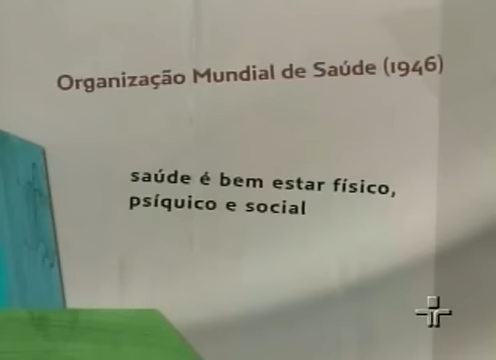 Organização Mundial de Saúde (1946)
saúde é bem estar físico,
psíquico e social